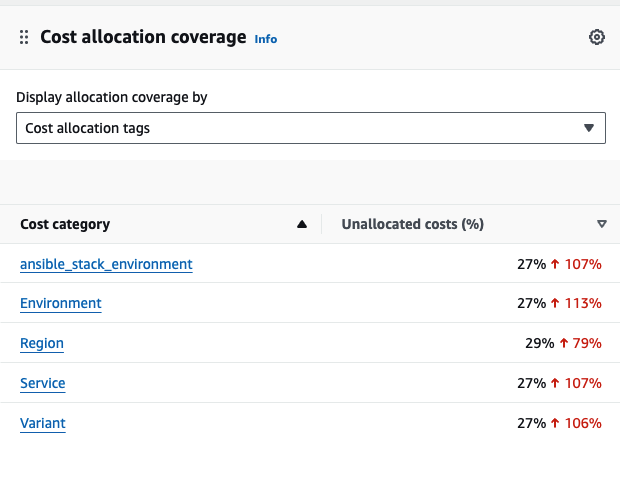 Cost allocation coverage Info
Display allocation coverage by
Cost allocation tags
Cost category Unallocated costs (%)
ansible_stack_environment 27% ↑ 107%
Environment 27% ↑ 113%
Region 29% ↑ 79%
Service 27% ↑ 107%
Variant 27% ↑ 106%